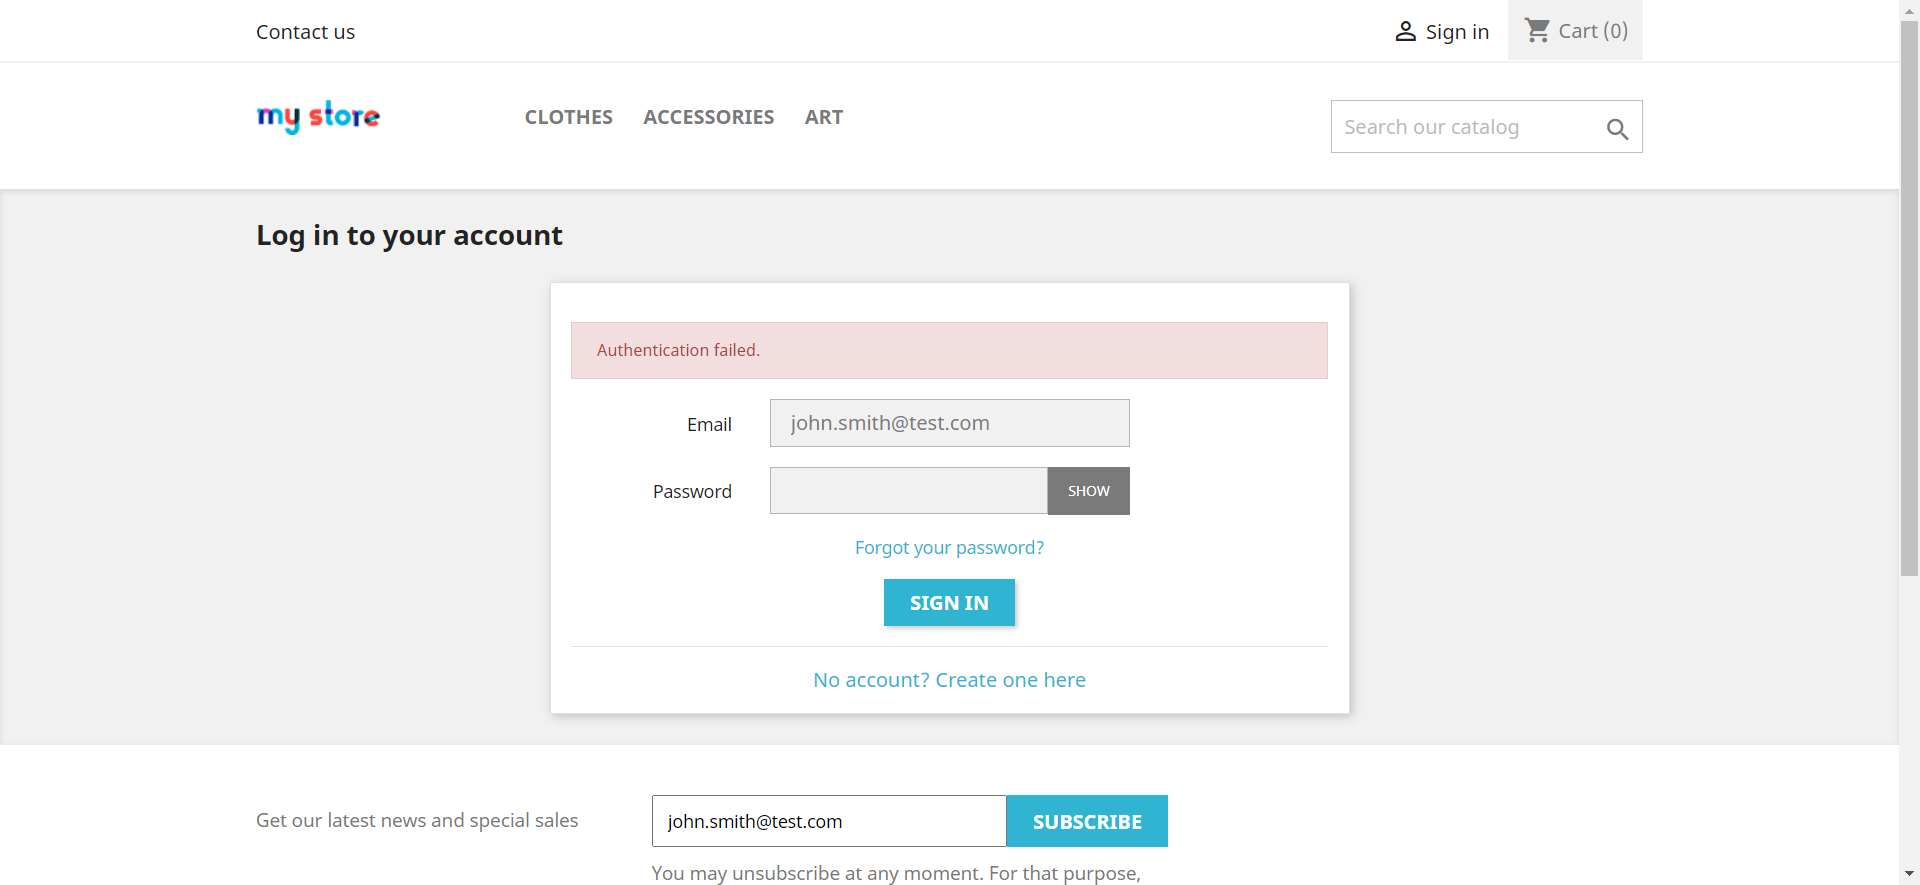 Contact us
Sign in
Cart (0)
my store
CLOTHES ACCESSORIES ART
Search our catalog
Log in to your account
Authentication failed.
Email
john.smith@test.com
Password
SHOW
Forgot your password?
SIGN IN
No account? Create one here
Get our latest news and special sales
john.smith@test.com
SUBSCRIBE
You may unsubscribe at any moment. For that purpose,